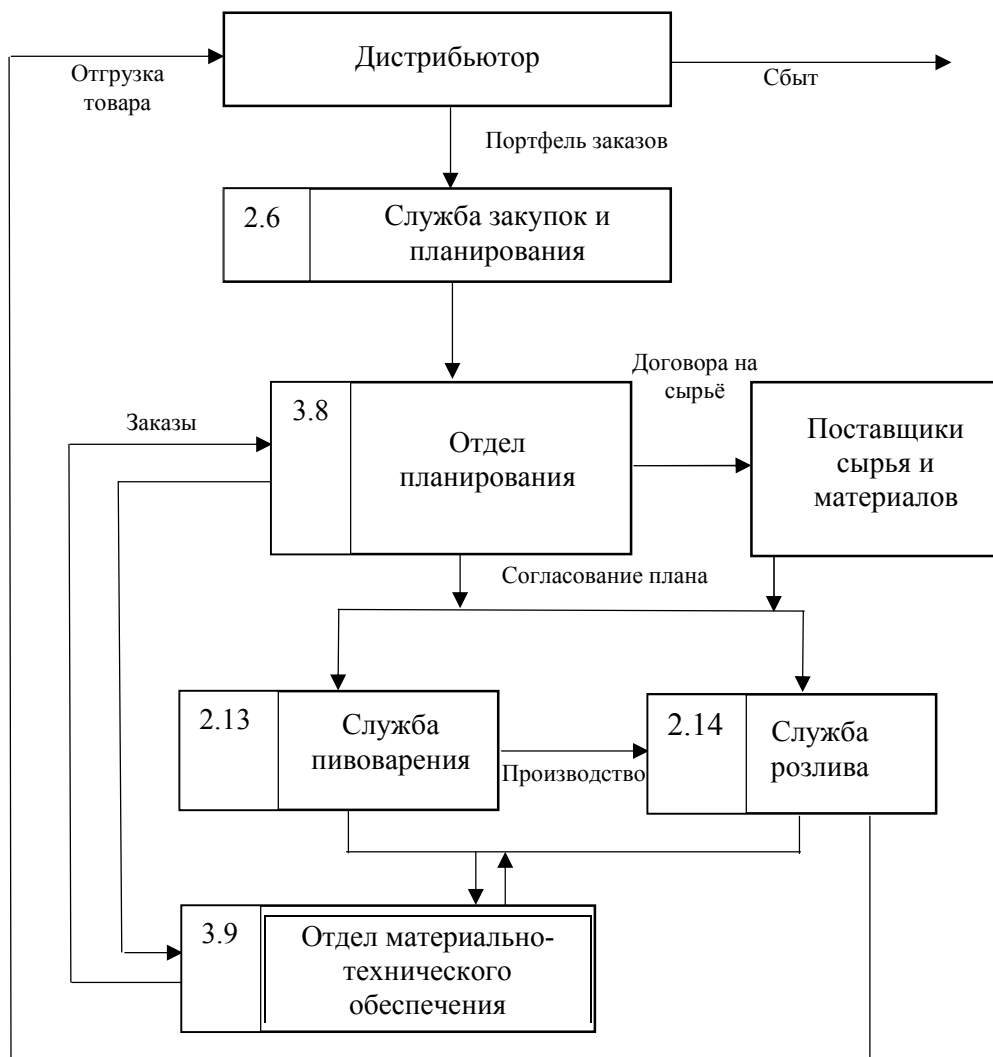 Дистрибьютор
Отгрузка
товара
Сбыт
Портфель заказов
2.6
Служба закупок и
планирования
Договора на
сырьё
Заказы
3.8
Отдел
планирования
Поставщики
сырья и
материалов
Согласование плана
2.13
Служба
пивоварения
Производство
2.14
Служба
розлива
3.9
Отдел материально-
технического
обеспечения